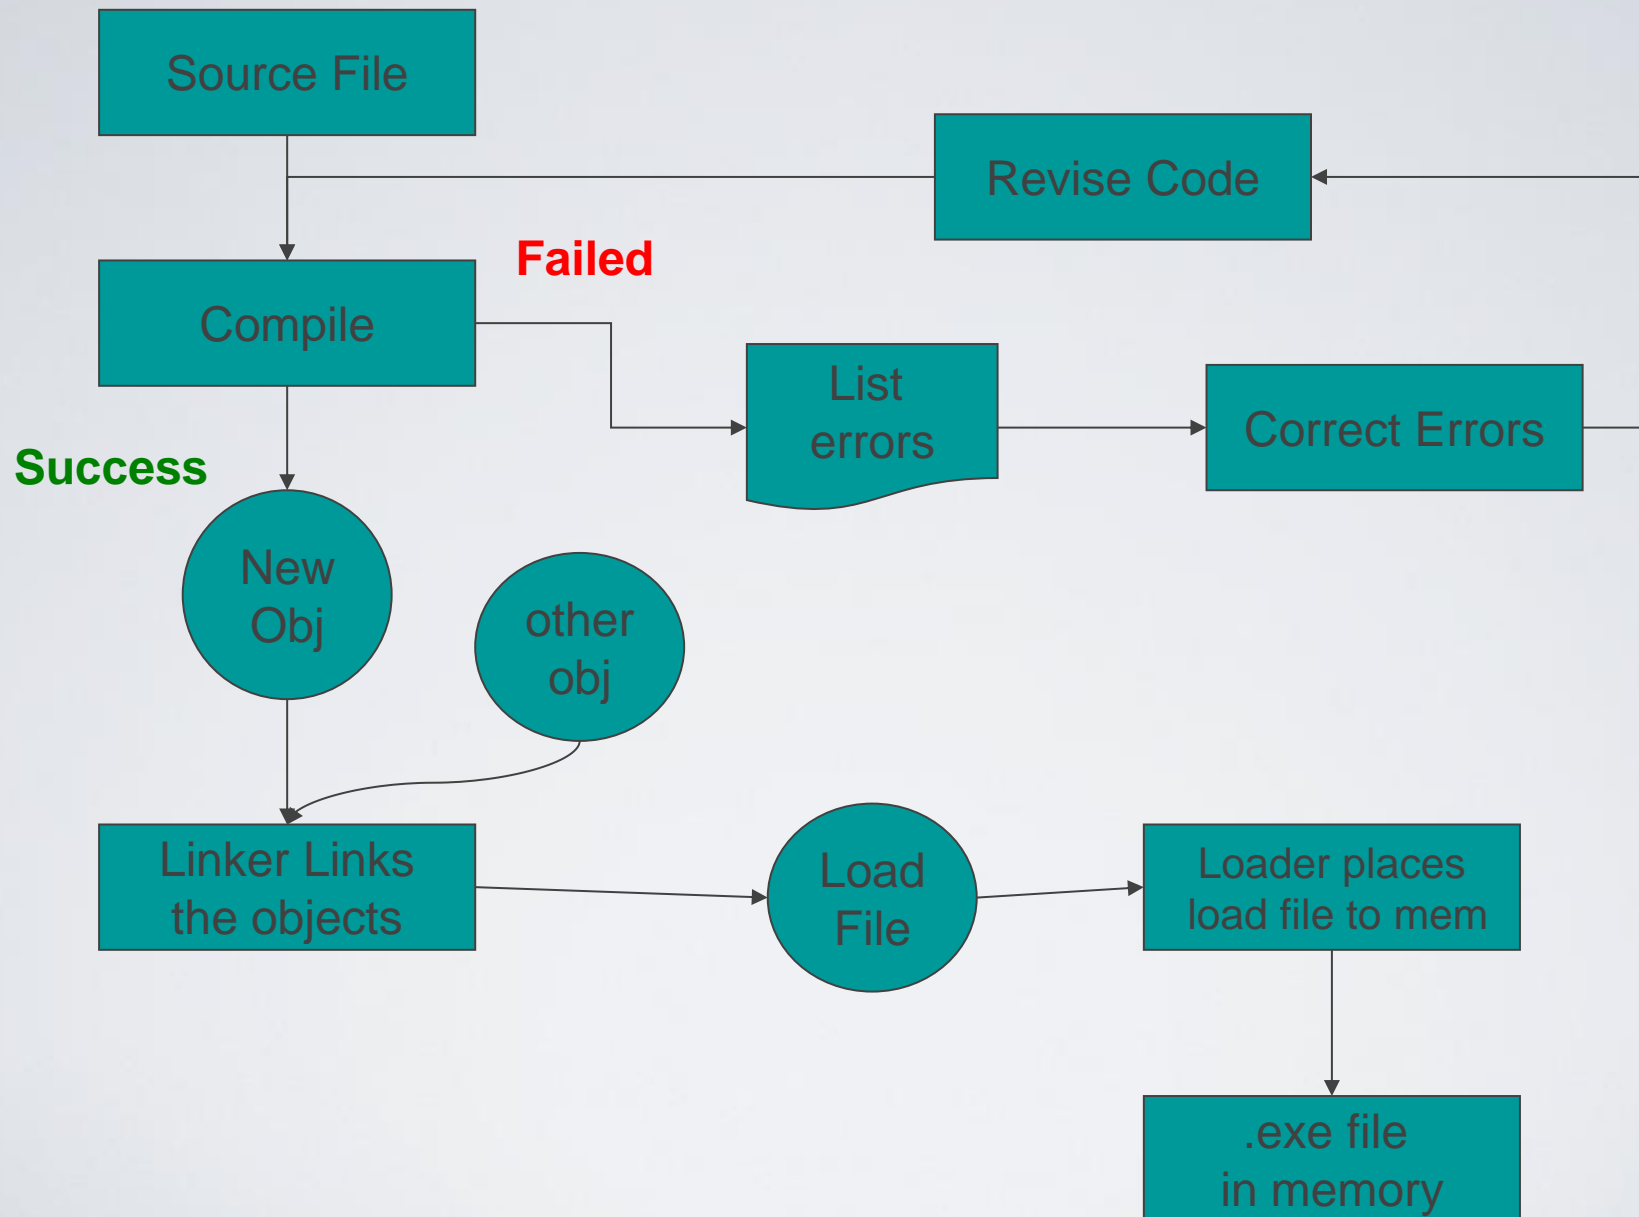 Source File
Revise Code
Failed
Compile
List
errors
Correct Errors
Success
New
Obj
other
obj
Linker Links
the objects
Load
File
Loader places
load file to mem
.exe file
in memory